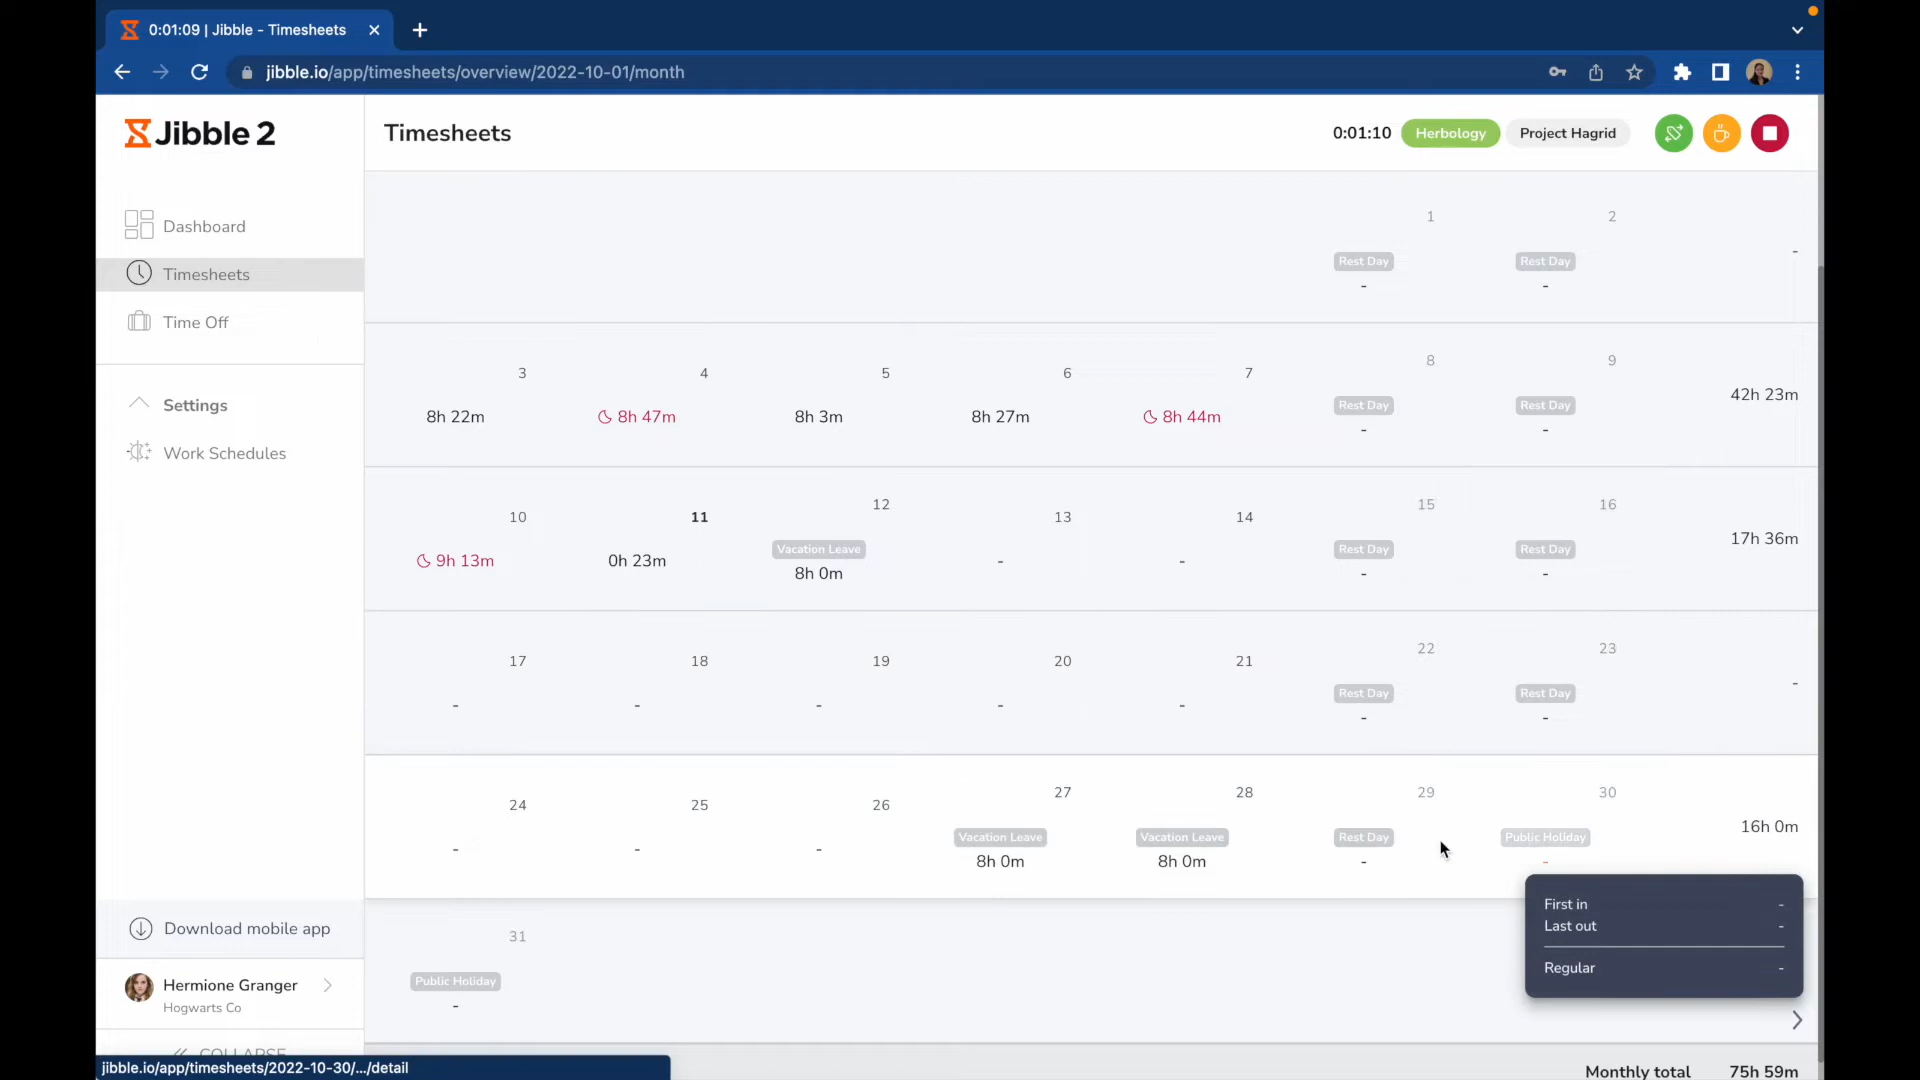 0:01:09 | Jibble - Timesheets
jibble.io/app/timesheets/overview/2022-10-01/month
Jibble 2
Timesheets
0:01:10 Herbology Project Hagrid
Dashboard
Timesheets
Time Off
Settings
Work Schedules
1 2
Rest Day Rest Day -
- -
3 4 5 6 7 8 9
8h 22m 8h 47m 8h 3m 8h 27m 8h 44m Rest Day Rest Day 42h 23m
- -
10 11 12 13 14 15 16
9h 13m 0h 23m Vacation Leave - - Rest Day Rest Day 17h 36m
8h 0m - -
17 18 19 20 21 22 23
- - - - - Rest Day Rest Day -
- -
24 25 26 27 28 29 30
- - - Vacation Leave Vacation Leave Rest Day Public Holiday 16h 0m
8h 0m 8h 0m - -
First in -
Last out -
Regular -
31
Public Holiday
-
Download mobile app
Hermione Granger
Hogwarts Co
COLLAPSE
jibble.io/app/timesheets/2022-10-30/.../detail
Monthly total 75h 59m